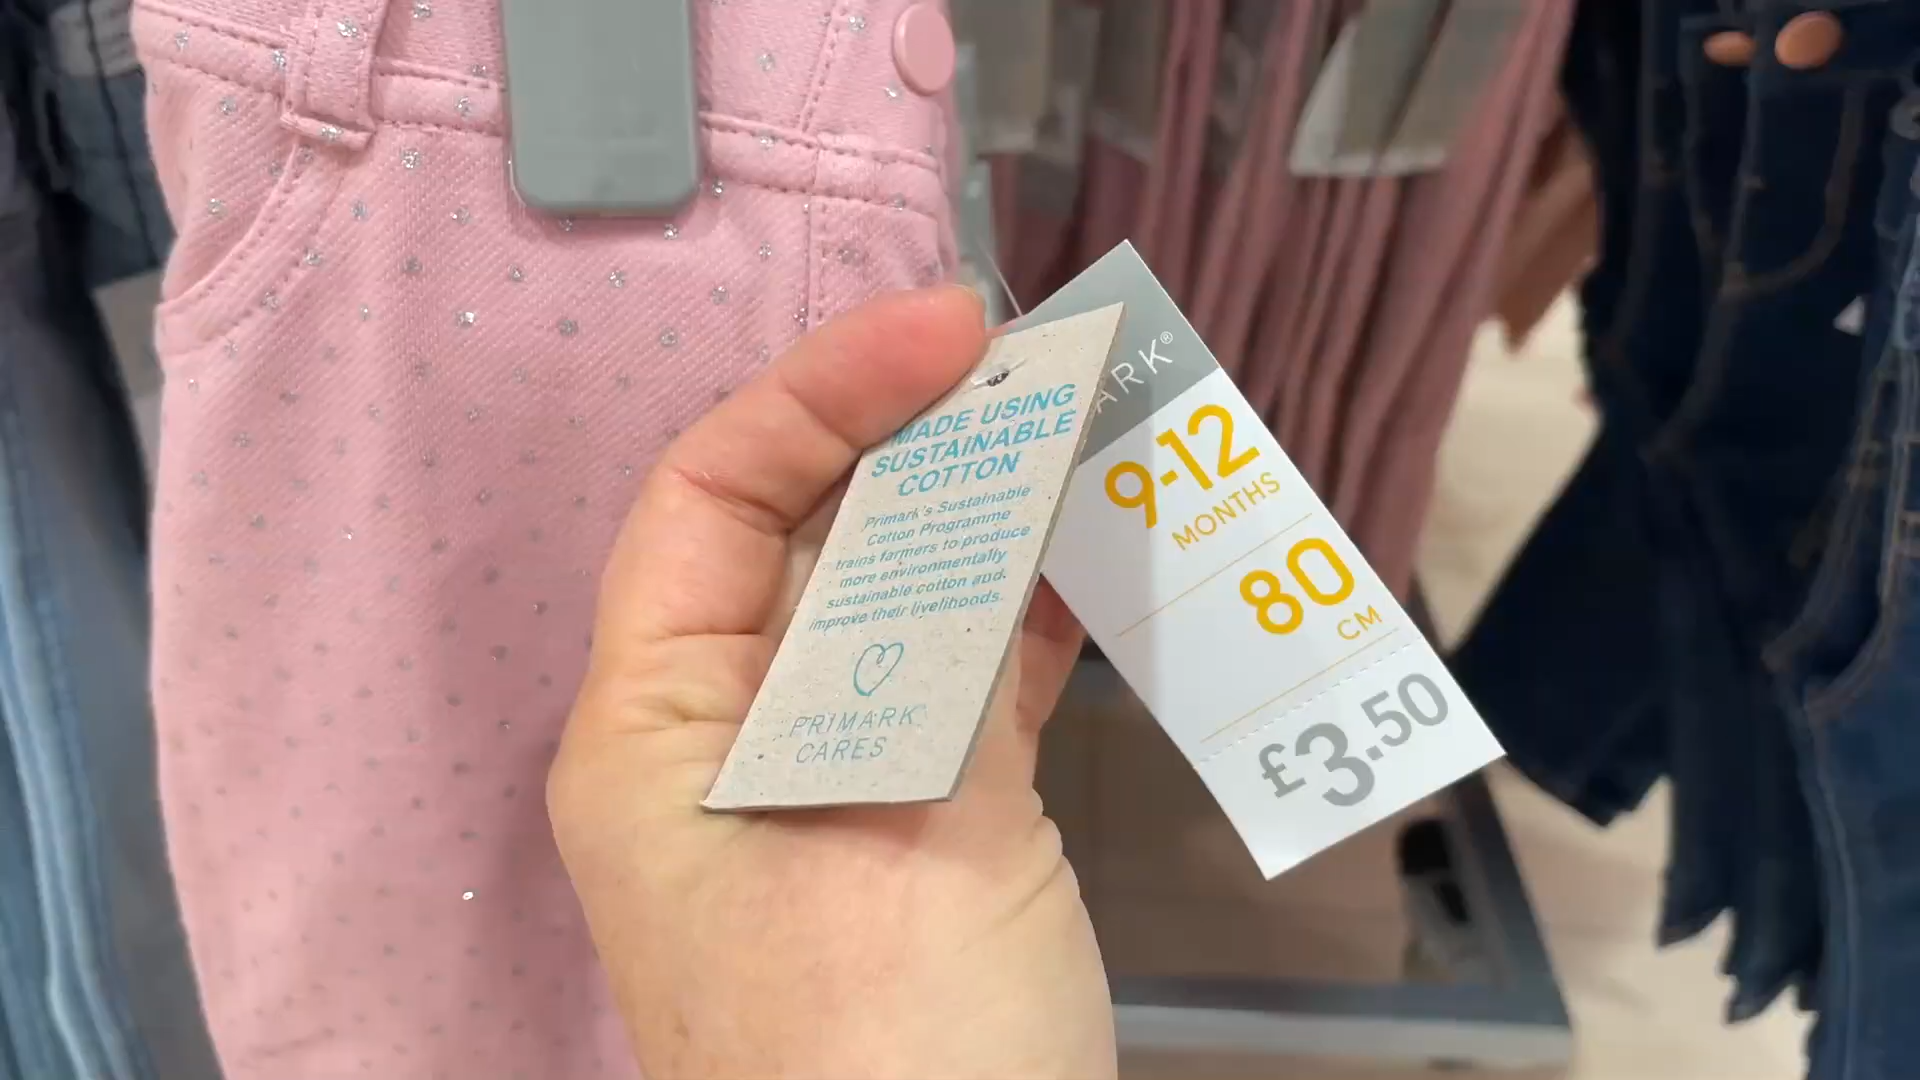 MADE USING
SUSTAINABLE
COTTON
Primark's Sustainable
Cotton Programme
trains farmers to produce
more environmentally
sustainable cotton and
improve their livelihoods.
PRIMARK
CARES
ARK®
9-12
MONTHS
80
CM
£3.50